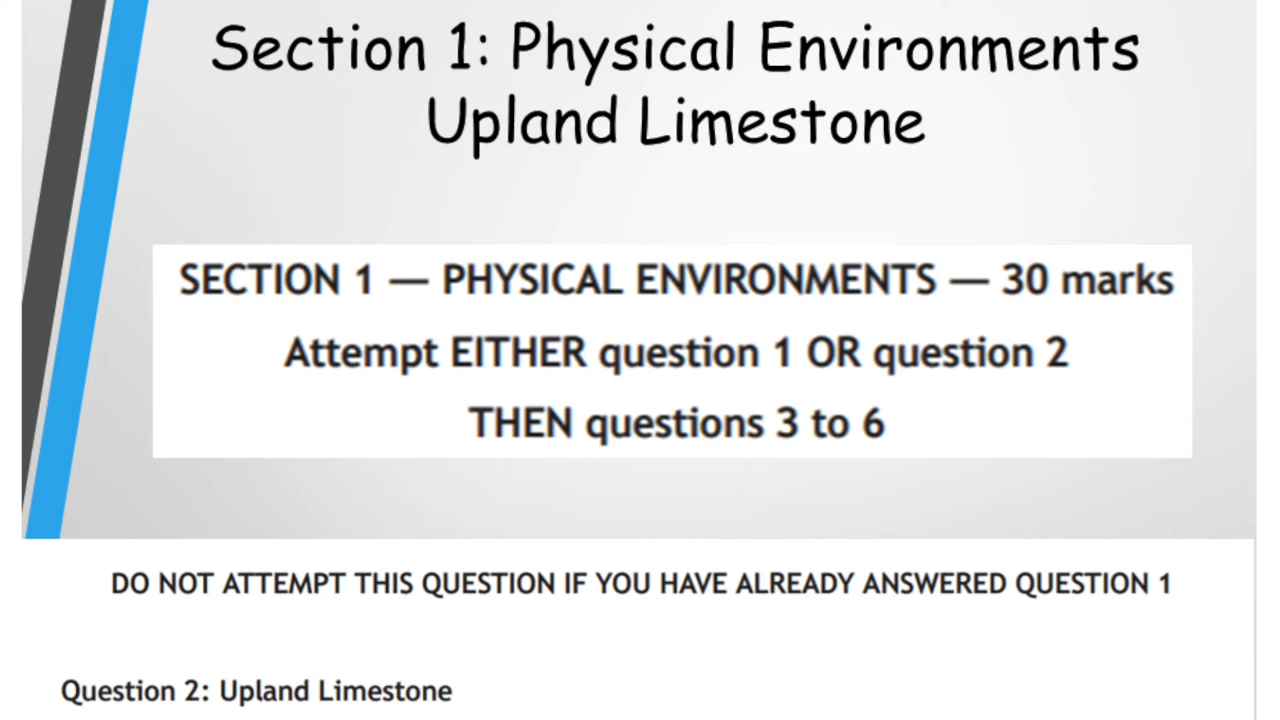 Section 1: Physical Environments
Upland Limestone
SECTION 1 — PHYSICAL ENVIRONMENTS — 30 marks
Attempt EITHER question 1 OR question 2
THEN questions 3 to 6
DO NOT ATTEMPT THIS QUESTION IF YOU HAVE ALREADY ANSWERED QUESTION 1
Question 2: Upland Limestone